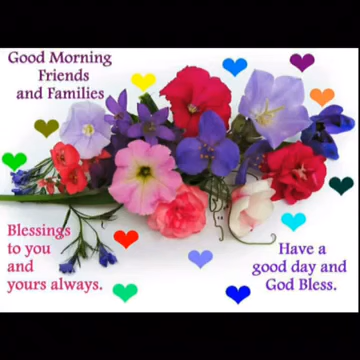 Good Morning
Friends
and Families
Blessings
to you
and
yours always.
Have a
good day and
God Bless.